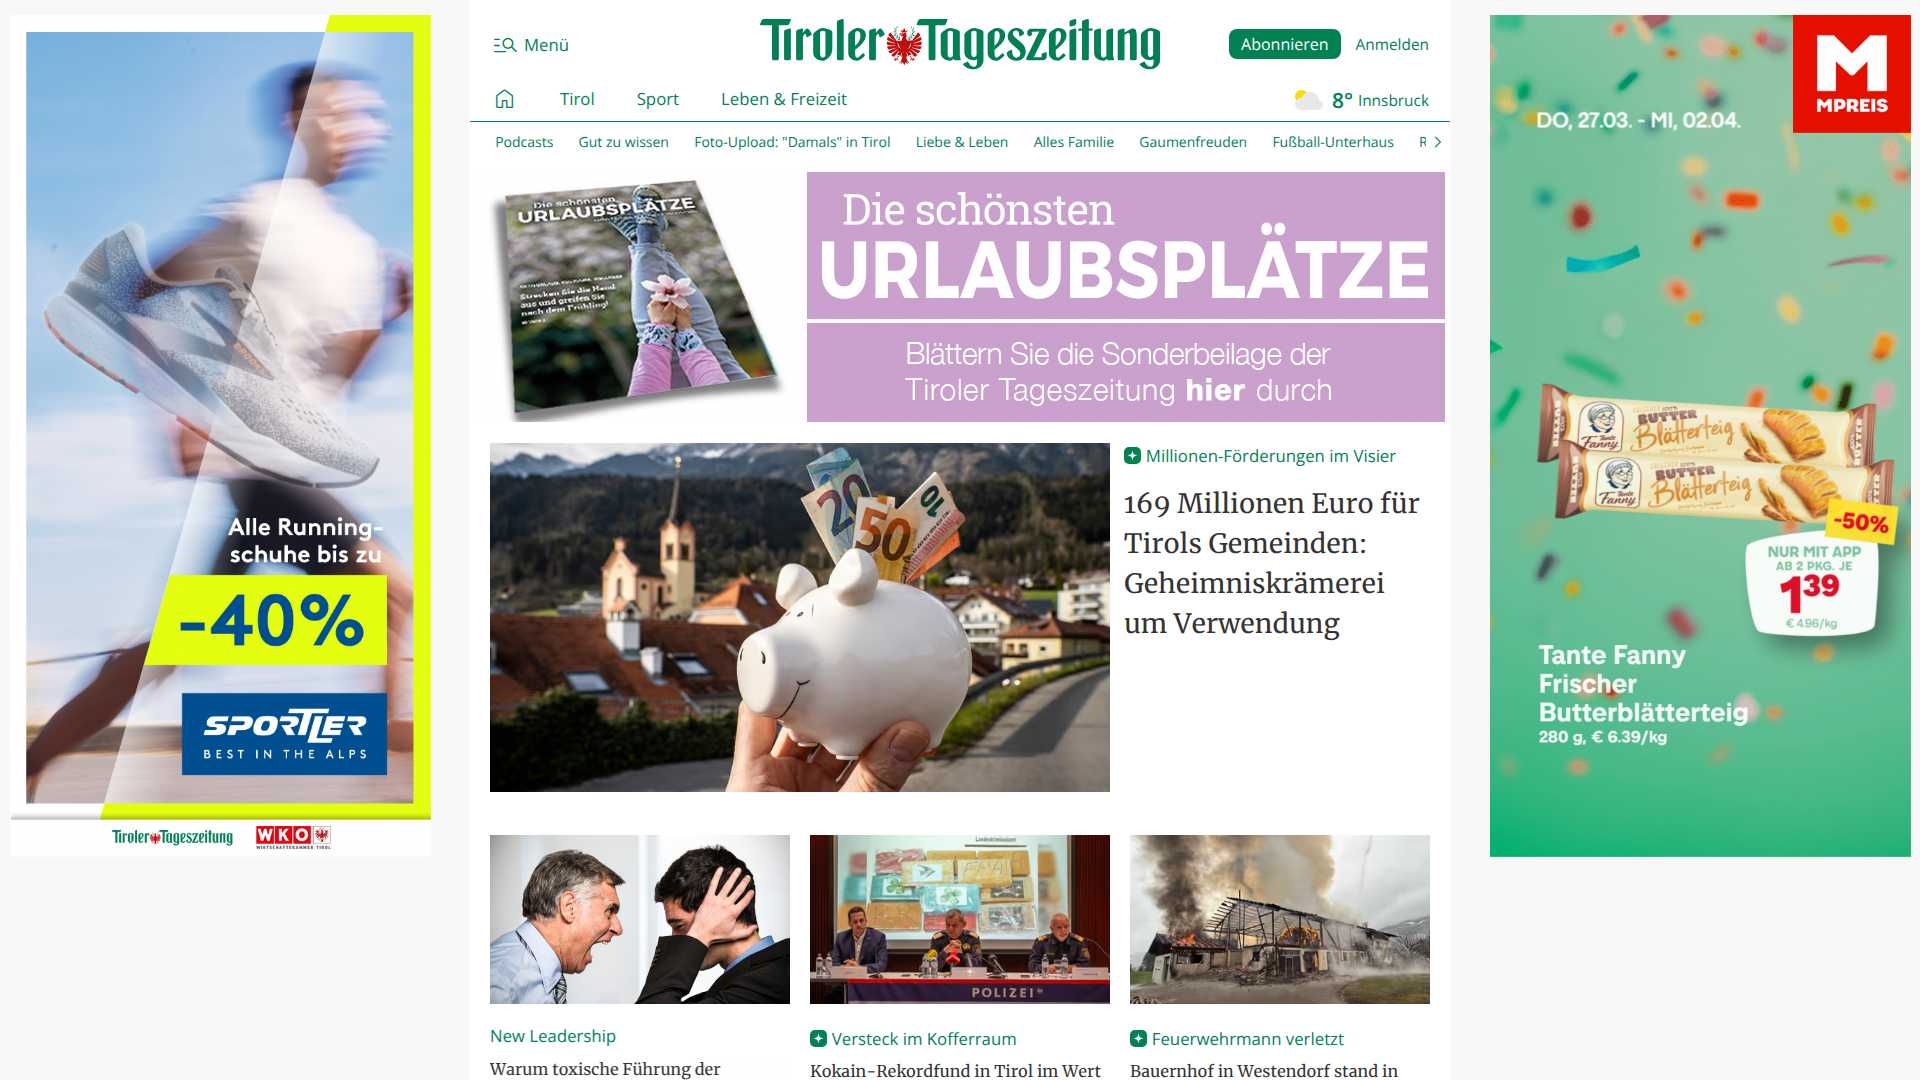 Menü
Tiroler Tageszeitung
Abonnieren
Anmelden
Tirol
Sport
Leben & Freizeit
8° Innsbruck
Podcasts
Gut zu wissen
Foto-Upload: "Damals" in Tirol
Liebe & Leben
Alles Familie
Gaumenfreuden
Fußball-Unterhaus
R
Die schönsten
URLAUBSPLÄTZE
Strecken Sie die Hand
aus und greifen Sie
nach dem Frühling!
Die schönsten
URLAUBSPLÄTZE
Blättern Sie die Sonderbeilage der
Tiroler Tageszeitung hier durch
20
50
10
Millionen-Förderungen im Visier
169 Millionen Euro für
Tirols Gemeinden:
Geheimniskrämerei
um Verwendung
POLIZEI
New Leadership
Warum toxische Führung der
Versteck im Kofferraum
Kokain-Rekordfund in Tirol im Wert
Feuerwehrmann verletzt
Bauernhof in Westendorf stand in
Alle Running-
schuhe bis zu
-40%
SPORTLER
BEST IN THE ALPS
Tiroler Tageszeitung
WKO
WIRTSCHAFTSKAMMER TIROL
M
MPREIS
DO, 27.03. - MI, 02.04.
Tante
Fanny
BUTTER
Blätterteig
Tante
Fanny
BUTTER
Blätterteig
-50%
NUR MIT APP
AB 2 PKG. JE
1 39
€ 4.96/kg
Tante Fanny
Frischer
Butterblätterteig
280 g, € 6.39/kg